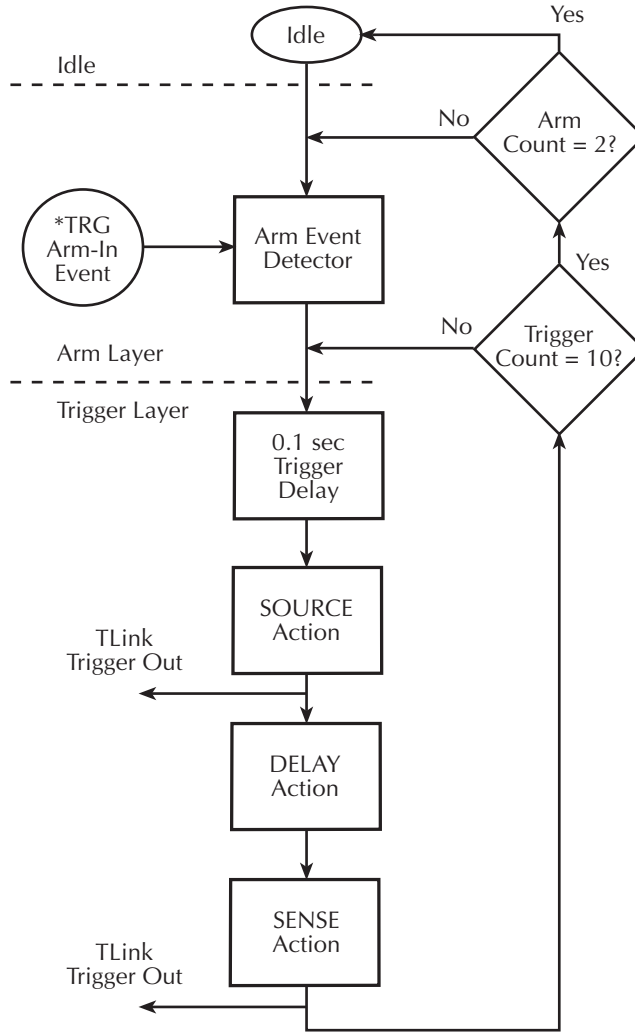 Idle
Yes
Idle
No
Arm
Count = 2?
*TRG
Arm-In
Event
Arm Event
Detector
Yes
No
Trigger
Count = 10?
Arm Layer
Trigger Layer
0.1 sec
Trigger
Delay
SOURCE
Action
TLink
Trigger Out
DELAY
Action
SENSE
Action
TLink
Trigger Out